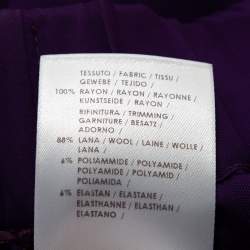 TESSUTO / FABRIC / TISSU /
GEWEBE / TEJIDO /
100% RAYON / RAYON / RAYONNE /
KUNSTSEIDE / RAYON /
RIFINITURA / TRIMMING /
GARNITURE / BESATZ /
ADORNO /
88% LANA / WOOL / LAINE / WOLLE /
LANA /
6% POLIAMMIDE / POLYAMIDE /
POLYAMIDE / POLYAMID /
POLIAMIDA /
6% ELASTAN / ELASTANE /
ELASTHANNE / ELASTHAN /
ELASTANO /